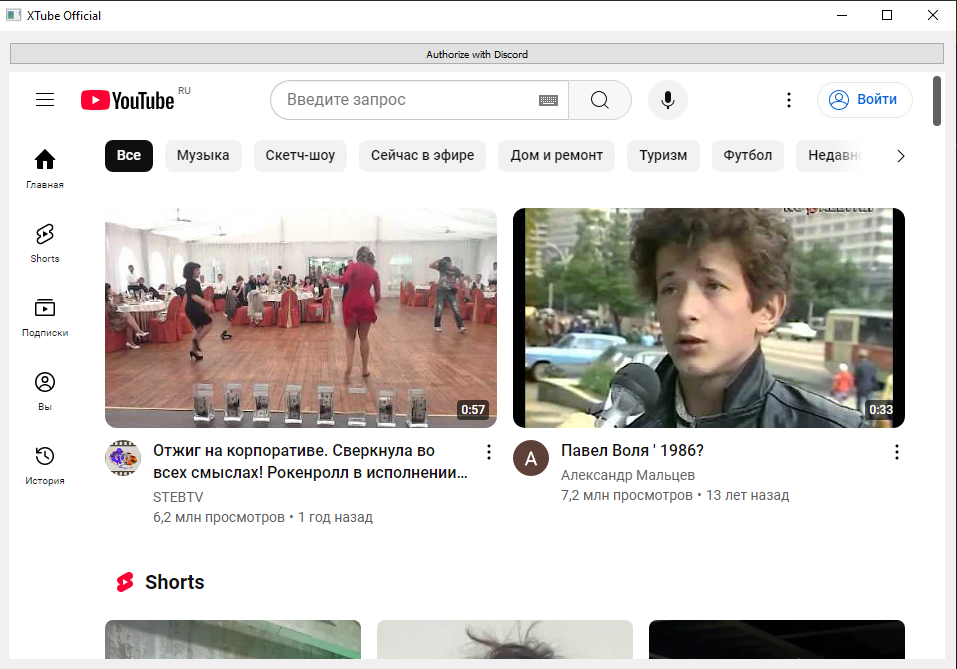 XTube Official
Authorize with Discord
YouTube RU
Введите запрос
Войти
Все
Музыка
Скетч-шоу
Сейчас в эфире
Дом и ремонт
Туризм
Футбол
Главная
Shorts
Подписки
Вы
История
0:57
0:33
Отжиг на корпоративе. Сверкнула во
всех смыслах! Рокенролл в исполнении...
STEBTV
6,2 млн просмотров • 1 год назад
А
Павел Воля ' 1986?
Александр Мальцев
7,2 млн просмотров • 13 лет назад
Shorts